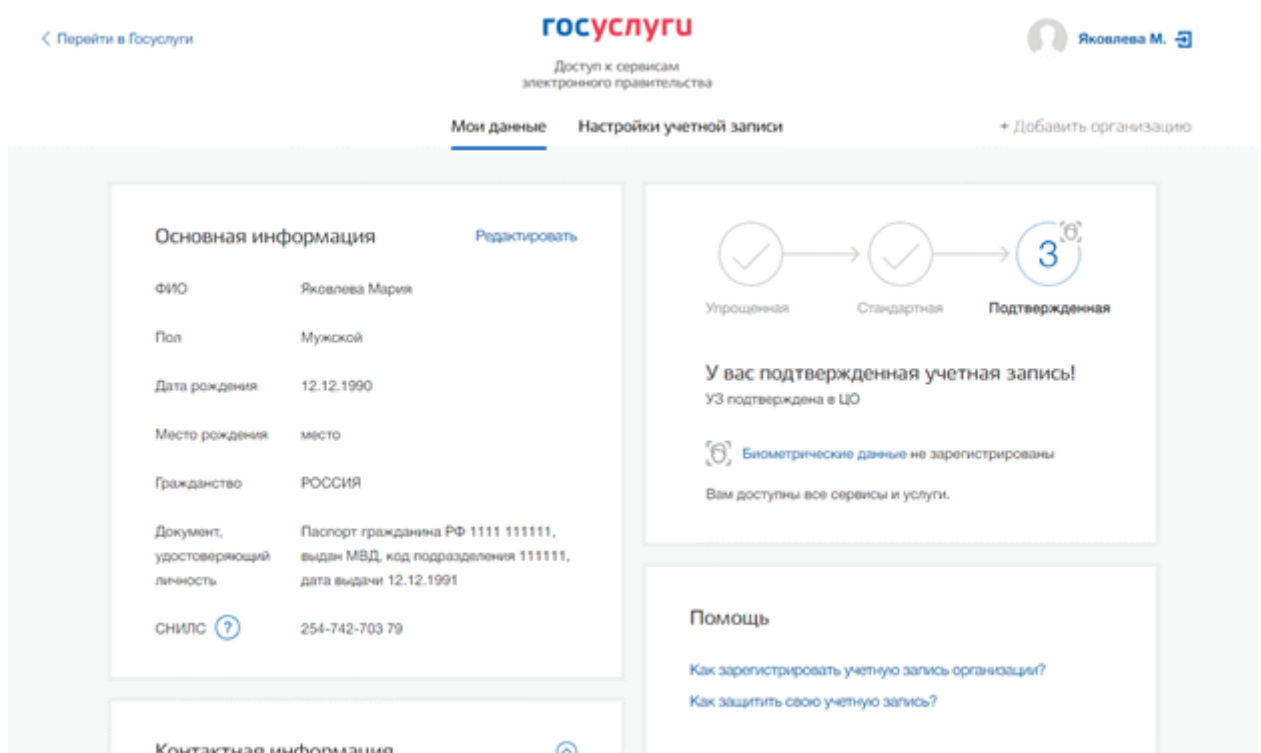 Перейти в Госуслуги
госуслуги
Яковлева М.
Доступ к сервисам
электронного правительства
Мои данные
Настройки учетной записи
+ Добавить организацию
Основная информация
Редактировать
ФИО
Яковлева Мария
Пол
Мужской
Дата рождения
12.12.1990
Место рождения
место
Гражданство
РОССИЯ
Документ,
удостоверяющий
личность
Паспорт гражданина РФ 1111 111111,
выдан МВД, код подразделения 111111,
дата выдачи 12.12.1991
СНИЛС ?
254-742-703 79
Контактная информация
3
Упрощенная
Стандартная
Подтвержденная
У вас подтвержденная учетная запись!
УЗ подтверждена в ЦО
Биометрические данные не зарегистрированы
Вам доступны все сервисы и услуги.
Помощь
Как зарегистрировать учетную запись организации?
Как защитить свою учетную запись?